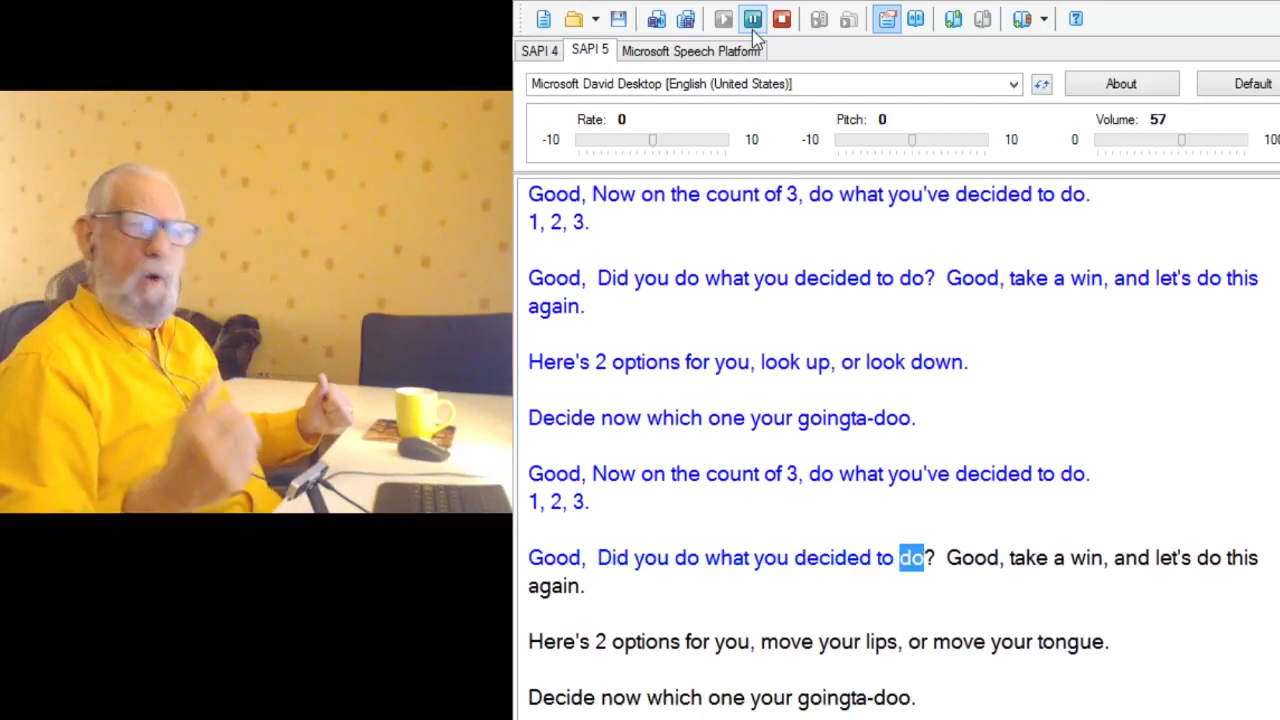 SAPI 4 SAPI 5 Microsoft Speech Platform
Microsoft David Desktop [English (United States)] About Default
Rate: 0 Pitch: 0 Volume: 57
-10 10 -10 10 0 100
Good, Now on the count of 3, do what you've decided to do.
1, 2, 3.
Good, Did you do what you decided to do? Good, take a win, and let's do this
again.
Here's 2 options for you, look up, or look down.
Decide now which one your goingta-doo.
Good, Now on the count of 3, do what you've decided to do.
1, 2, 3.
Good, Did you do what you decided to do? Good, take a win, and let's do this
again.
Here's 2 options for you, move your lips, or move your tongue.
Decide now which one your goingta-doo.